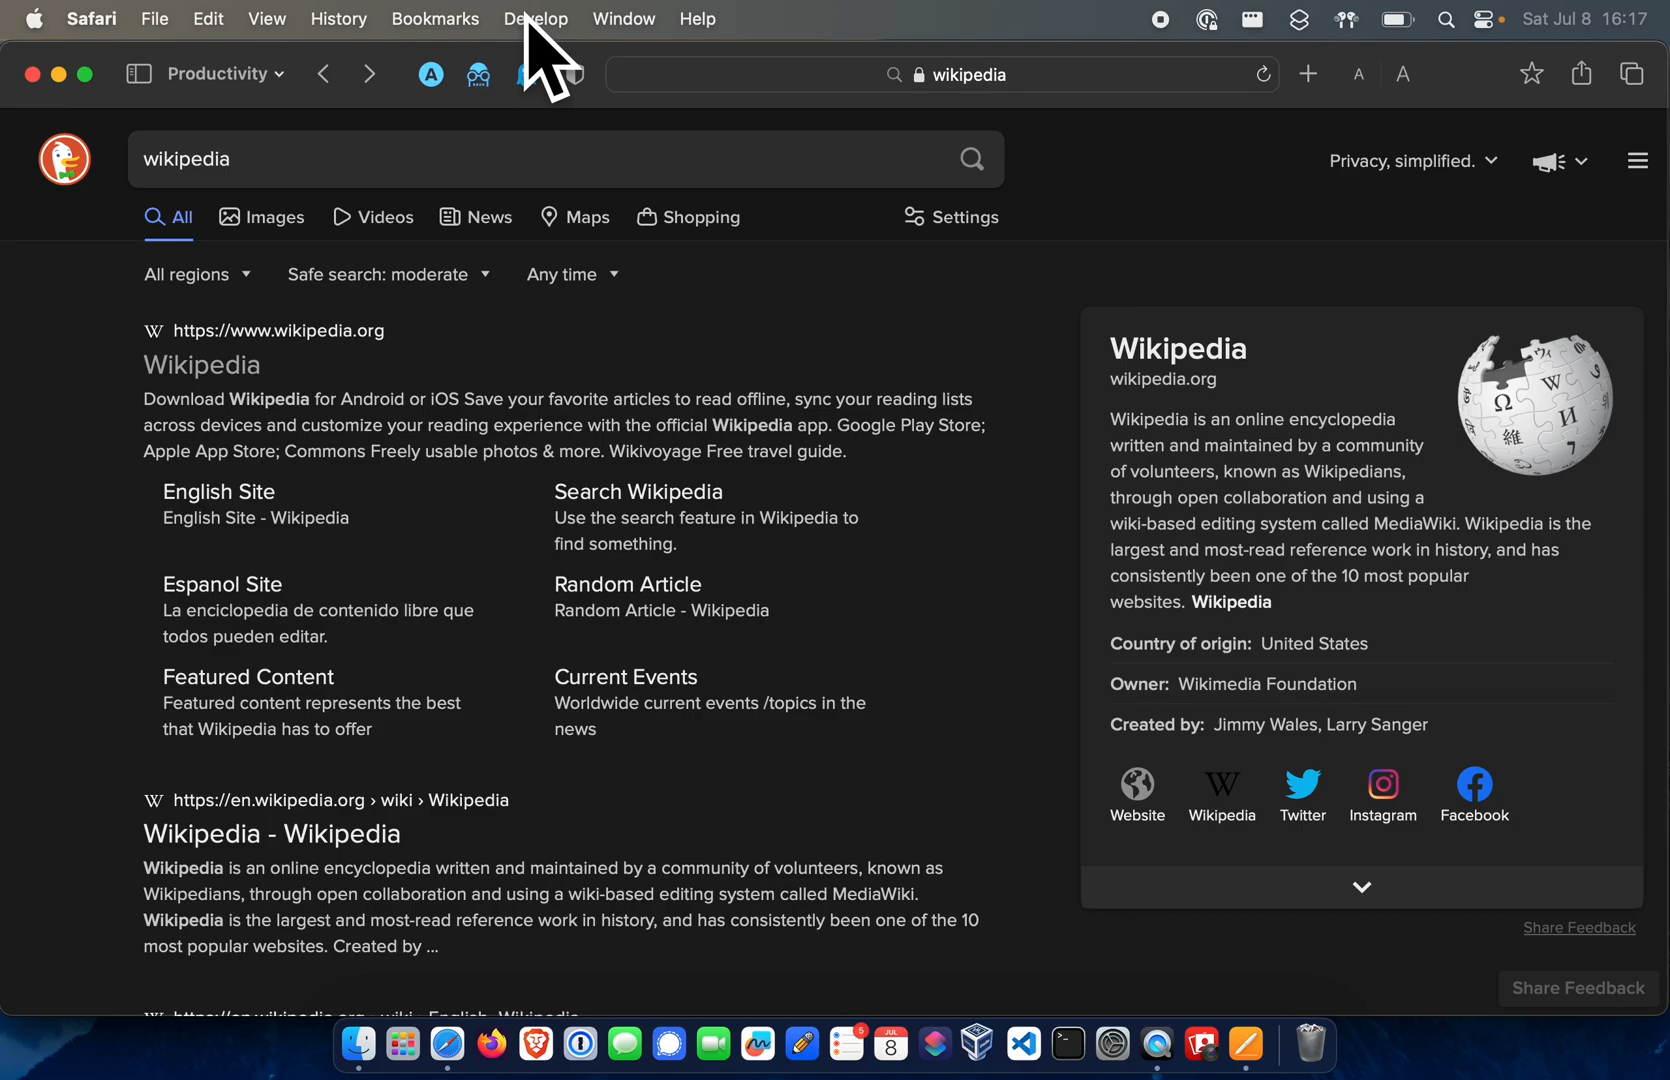 Safari File Edit View History Bookmarks Develop Window Help Sat Jul 8 16:17
Productivity A wikipedia A A
wikipedia
Privacy, simplified.
All Images Videos News Maps Shopping Settings
All regions Safe search: moderate Any time
W https://www.wikipedia.org
Wikipedia
Download Wikipedia for Android or iOS Save your favorite articles to read offline, sync your reading lists
across devices and customize your reading experience with the official Wikipedia app. Google Play Store;
Apple App Store; Commons Freely usable photos & more. Wikivoyage Free travel guide.
English Site
English Site - Wikipedia
Search Wikipedia
Use the search feature in Wikipedia to
find something.
Espanol Site
La enciclopedia de contenido libre que
todos pueden editar.
Random Article
Random Article - Wikipedia
Featured Content
Featured content represents the best
that Wikipedia has to offer
Current Events
Worldwide current events /topics in the
news
W https://en.wikipedia.org › wiki › Wikipedia
Wikipedia - Wikipedia
Wikipedia is an online encyclopedia written and maintained by a community of volunteers, known as
Wikipedians, through open collaboration and using a wiki-based editing system called MediaWiki.
Wikipedia is the largest and most-read reference work in history, and has consistently been one of the 10
most popular websites. Created by ...
Wikipedia
wikipedia.org
Wikipedia is an online encyclopedia
written and maintained by a community
of volunteers, known as Wikipedians,
through open collaboration and using a
wiki-based editing system called MediaWiki. Wikipedia is the
largest and most-read reference work in history, and has
consistently been one of the 10 most popular
websites. Wikipedia
Country of origin: United States
Owner: Wikimedia Foundation
Created by: Jimmy Wales, Larry Sanger
W
Website Wikipedia Twitter Instagram Facebook
Share Feedback
Share Feedback
5
JUL
8